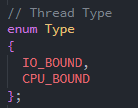 // Thread Type
enum Type
{
  IO_BOUND,
  CPU_BOUND
};